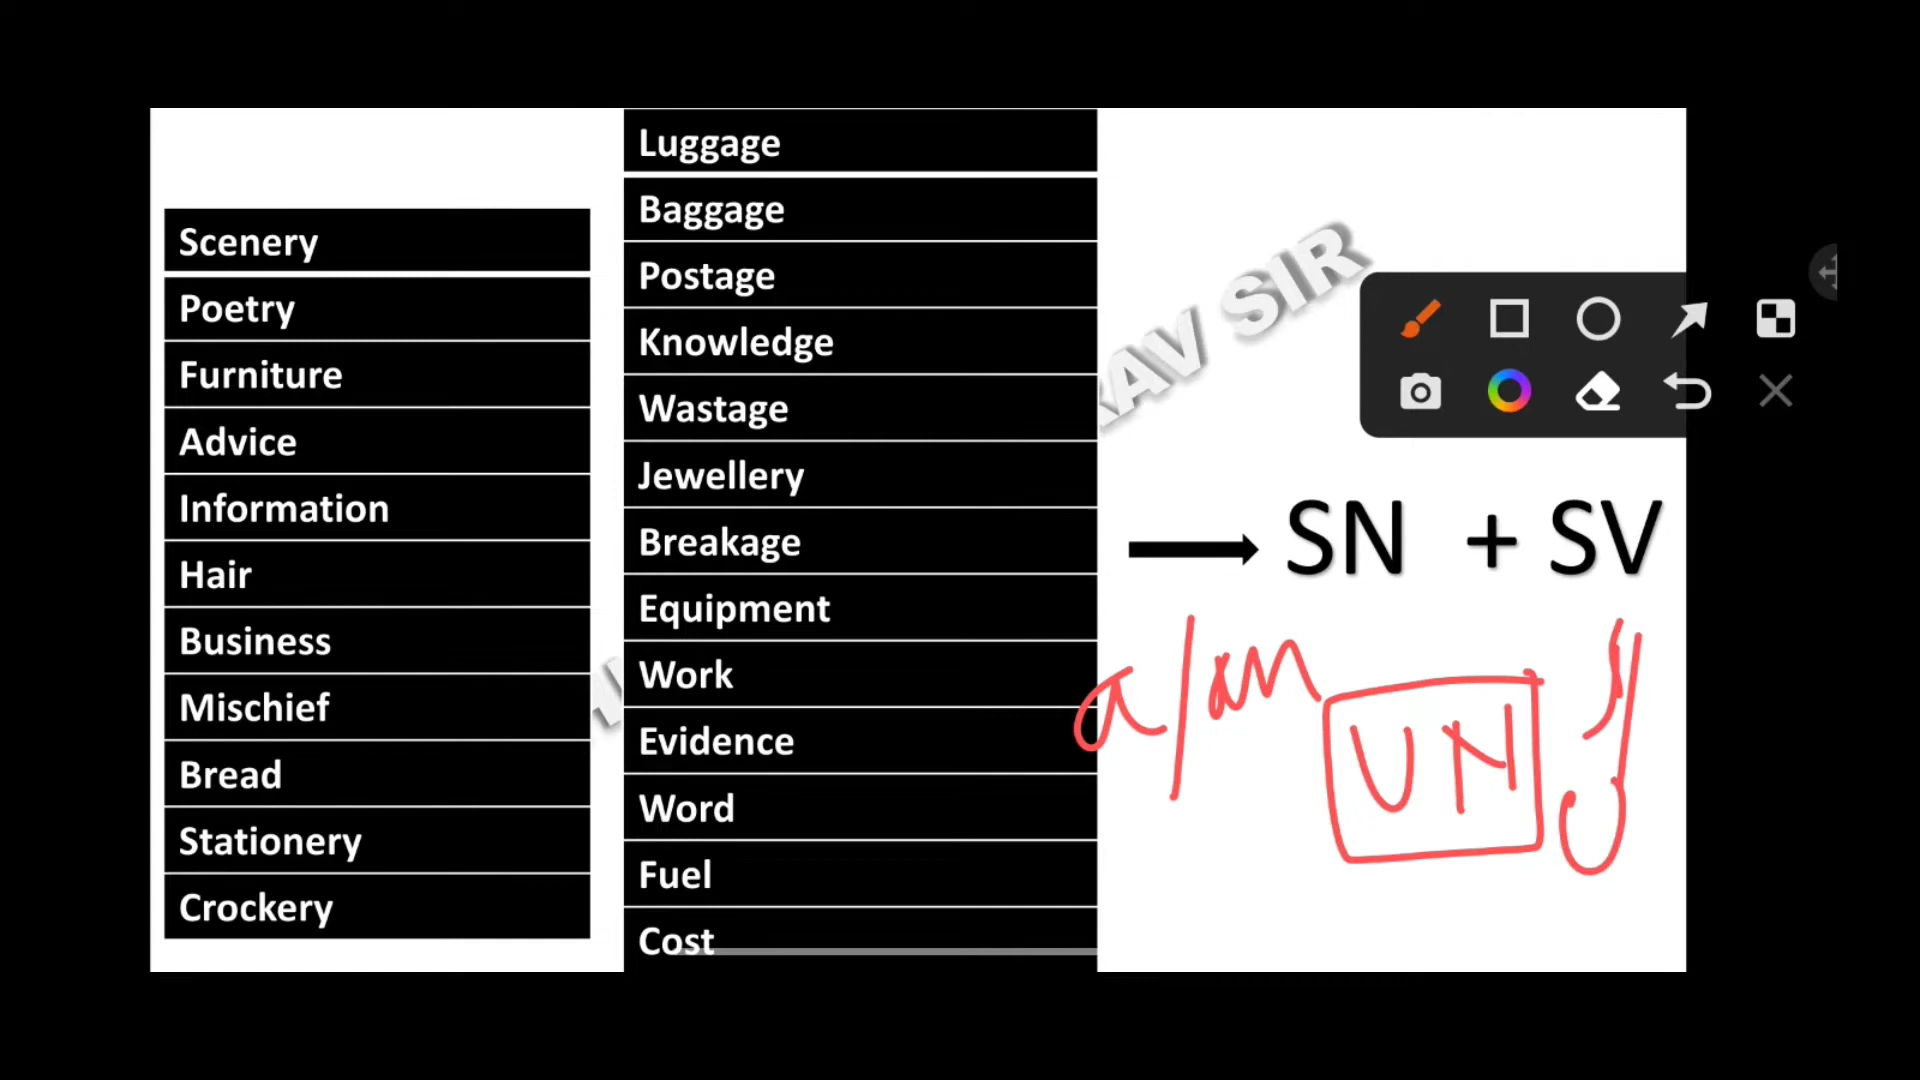 Scenery
Poetry
Furniture
Advice
Information
Hair
Business
Mischief
Bread
Stationery
Crockery
Luggage
Baggage
Postage
Knowledge
Wastage
Jewellery
Breakage
Equipment
Work
Evidence
Word
Fuel
Cost
AV SIR
SN + SV
a/an UN